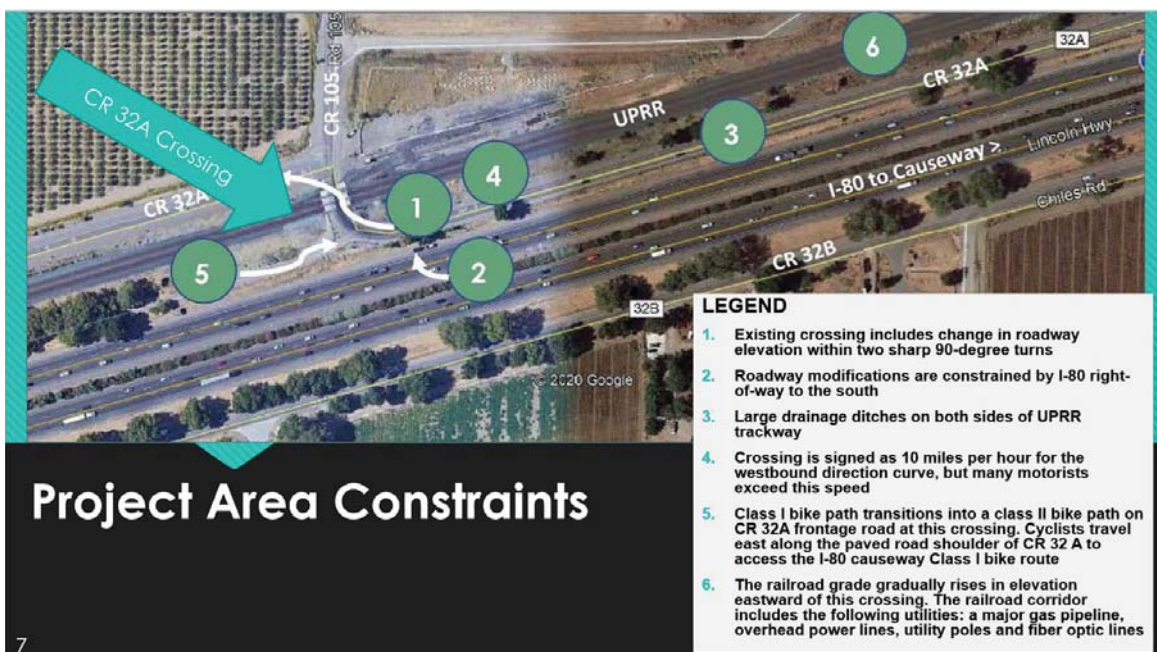 CR 105
Rd 105
6
32A
CR 32A
CR 32A Crossing
UPRR
3
Lincoln Hwy
I-80 to Causeway >
4
CR 32A
1
Chiles Rd
5
2
CR 32B
32B
© 2020 Google
LEGEND
1. Existing crossing includes change in roadway
elevation within two sharp 90-degree turns
2. Roadway modifications are constrained by I-80 right-
of-way to the south
3. Large drainage ditches on both sides of UPRR
trackway
4. Crossing is signed as 10 miles per hour for the
westbound direction curve, but many motorists
exceed this speed
5. Class I bike path transitions into a class II bike path on
CR 32A frontage road at this crossing. Cyclists travel
east along the paved road shoulder of CR 32 A to
access the I-80 causeway Class I bike route
6. The railroad grade gradually rises in elevation
eastward of this crossing. The railroad corridor
includes the following utilities: a major gas pipeline,
overhead power lines, utility poles and fiber optic lines
Project Area Constraints
7